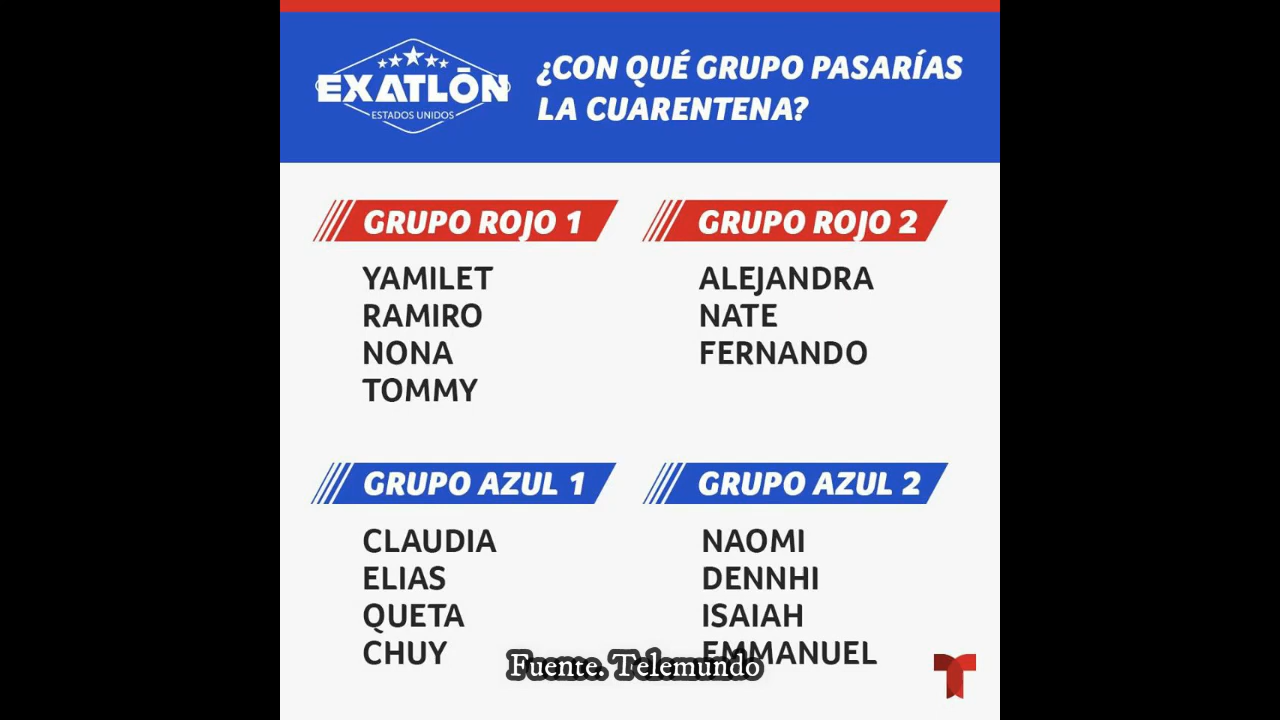 EXATLÓN
ESTADOS UNIDOS
¿CON QUÉ GRUPO PASARÍAS
LA CUARENTENA?
GRUPO ROJO 1
YAMILET
RAMIRO
NONA
TOMMY
GRUPO ROJO 2
ALEJANDRA
NATE
FERNANDO
GRUPO AZUL 1
CLAUDIA
ELIAS
QUETA
CHUY
GRUPO AZUL 2
NAOMI
DENNHI
ISAIAH
EMMANUEL
Fuente. Telemundo